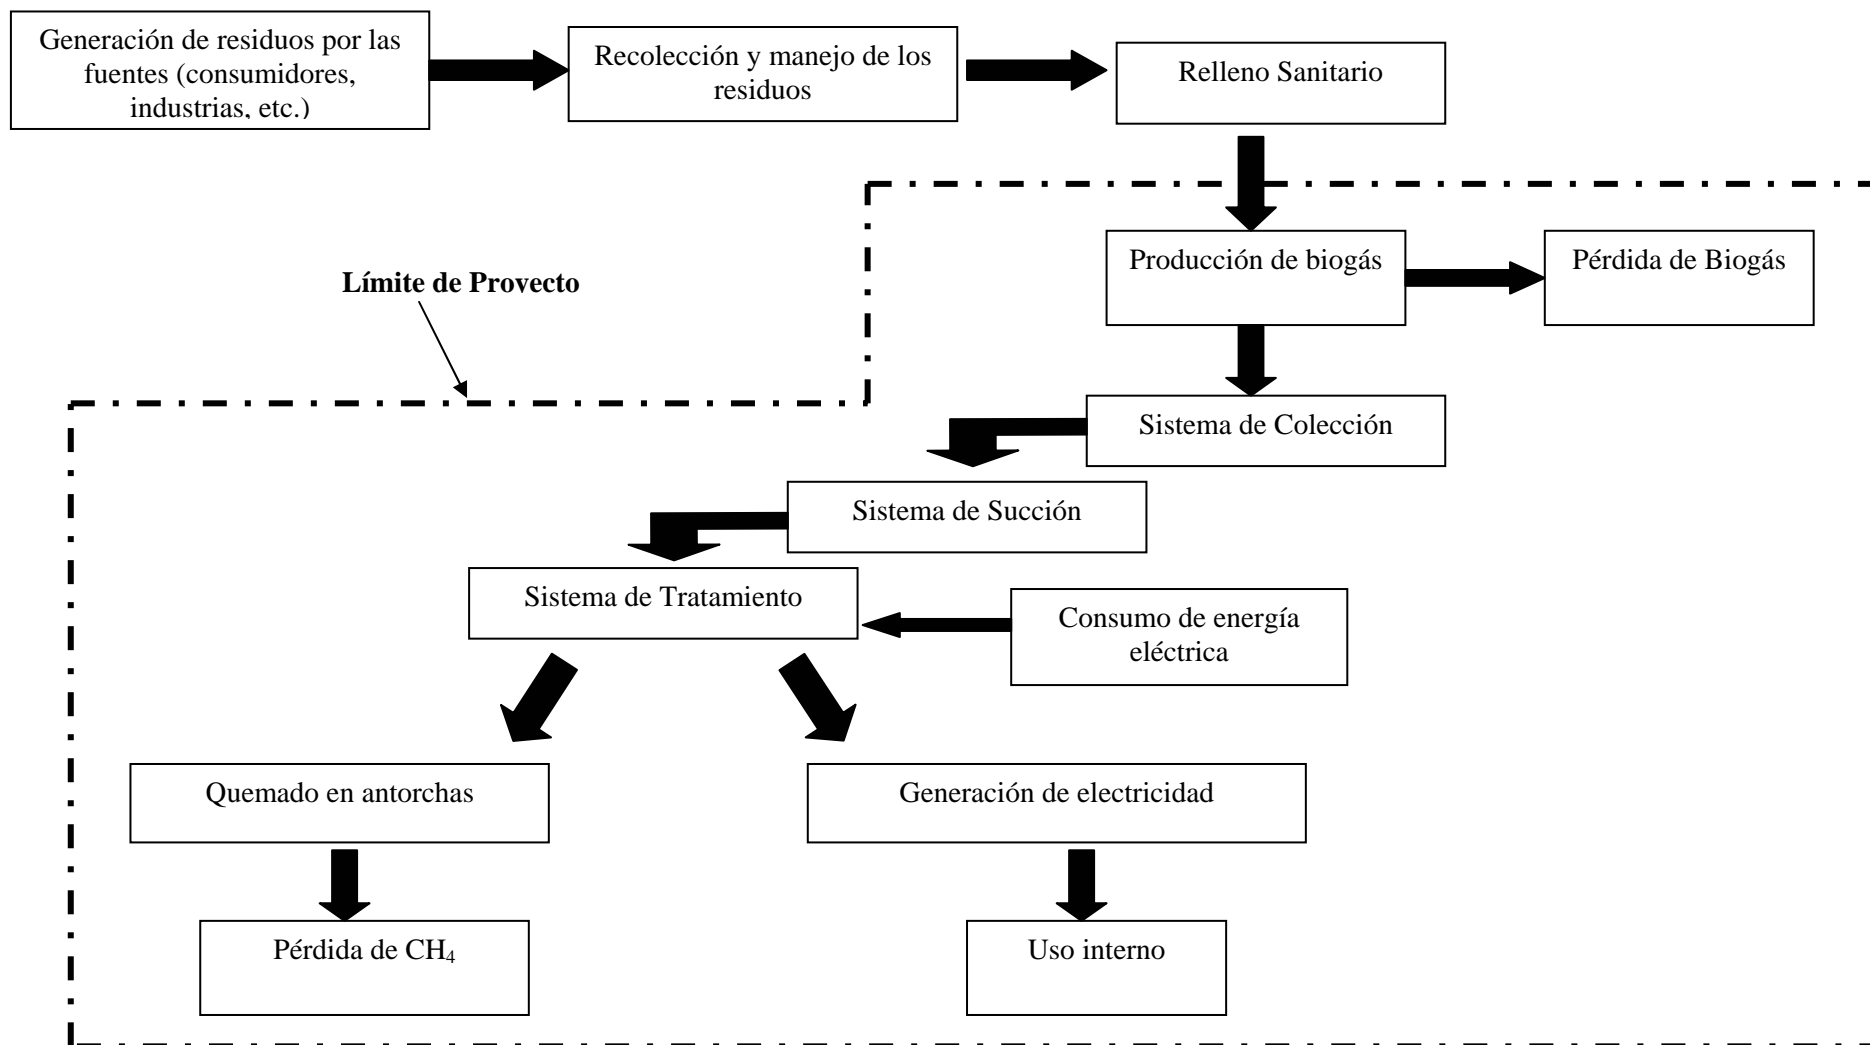 Generación de residuos por las
fuentes (consumidores,
industrias, etc.)
Recolección y manejo de los
residuos
Relleno Sanitario
Límite de Proyecto
Producción de biogás
Pérdida de Biogás
Sistema de Colección
Sistema de Succión
Sistema de Tratamiento
Consumo de energía
eléctrica
Quemado en antorchas
Generación de electricidad
Pérdida de CH₄
Uso interno